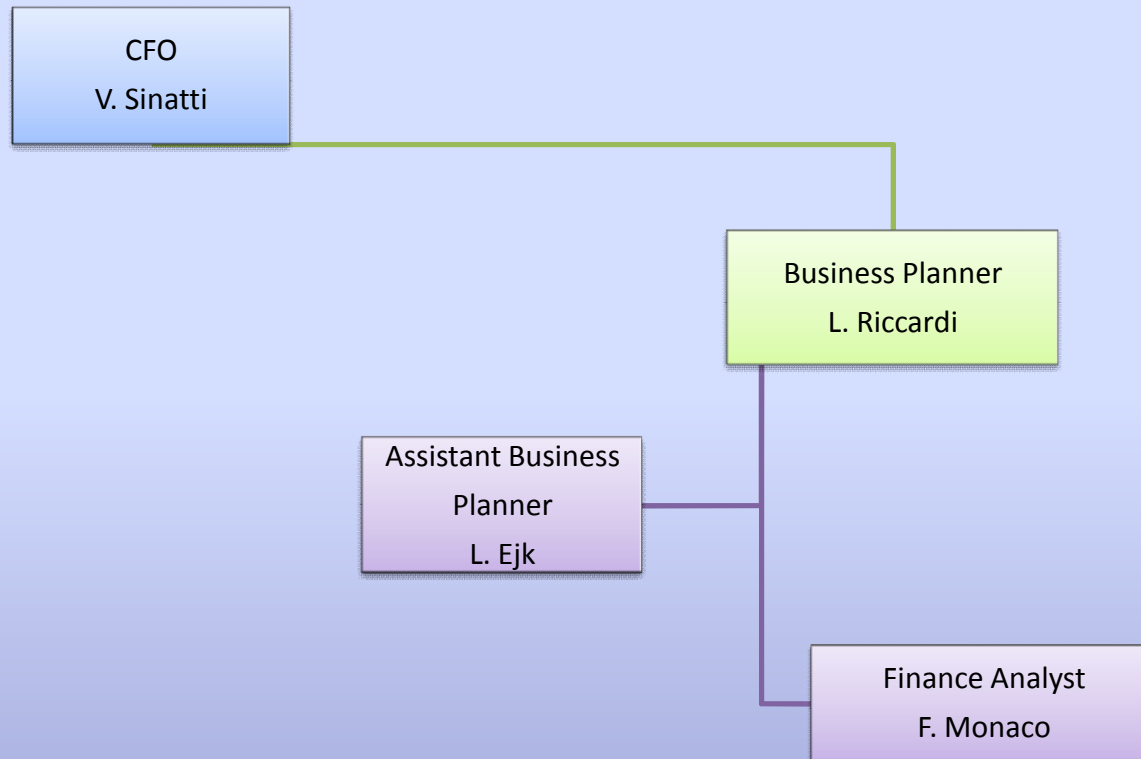 CFO
V. Sinatti
Business Planner
L. Riccardi
Assistant Business
Planner
L. Ejk
Finance Analyst
F. Monaco